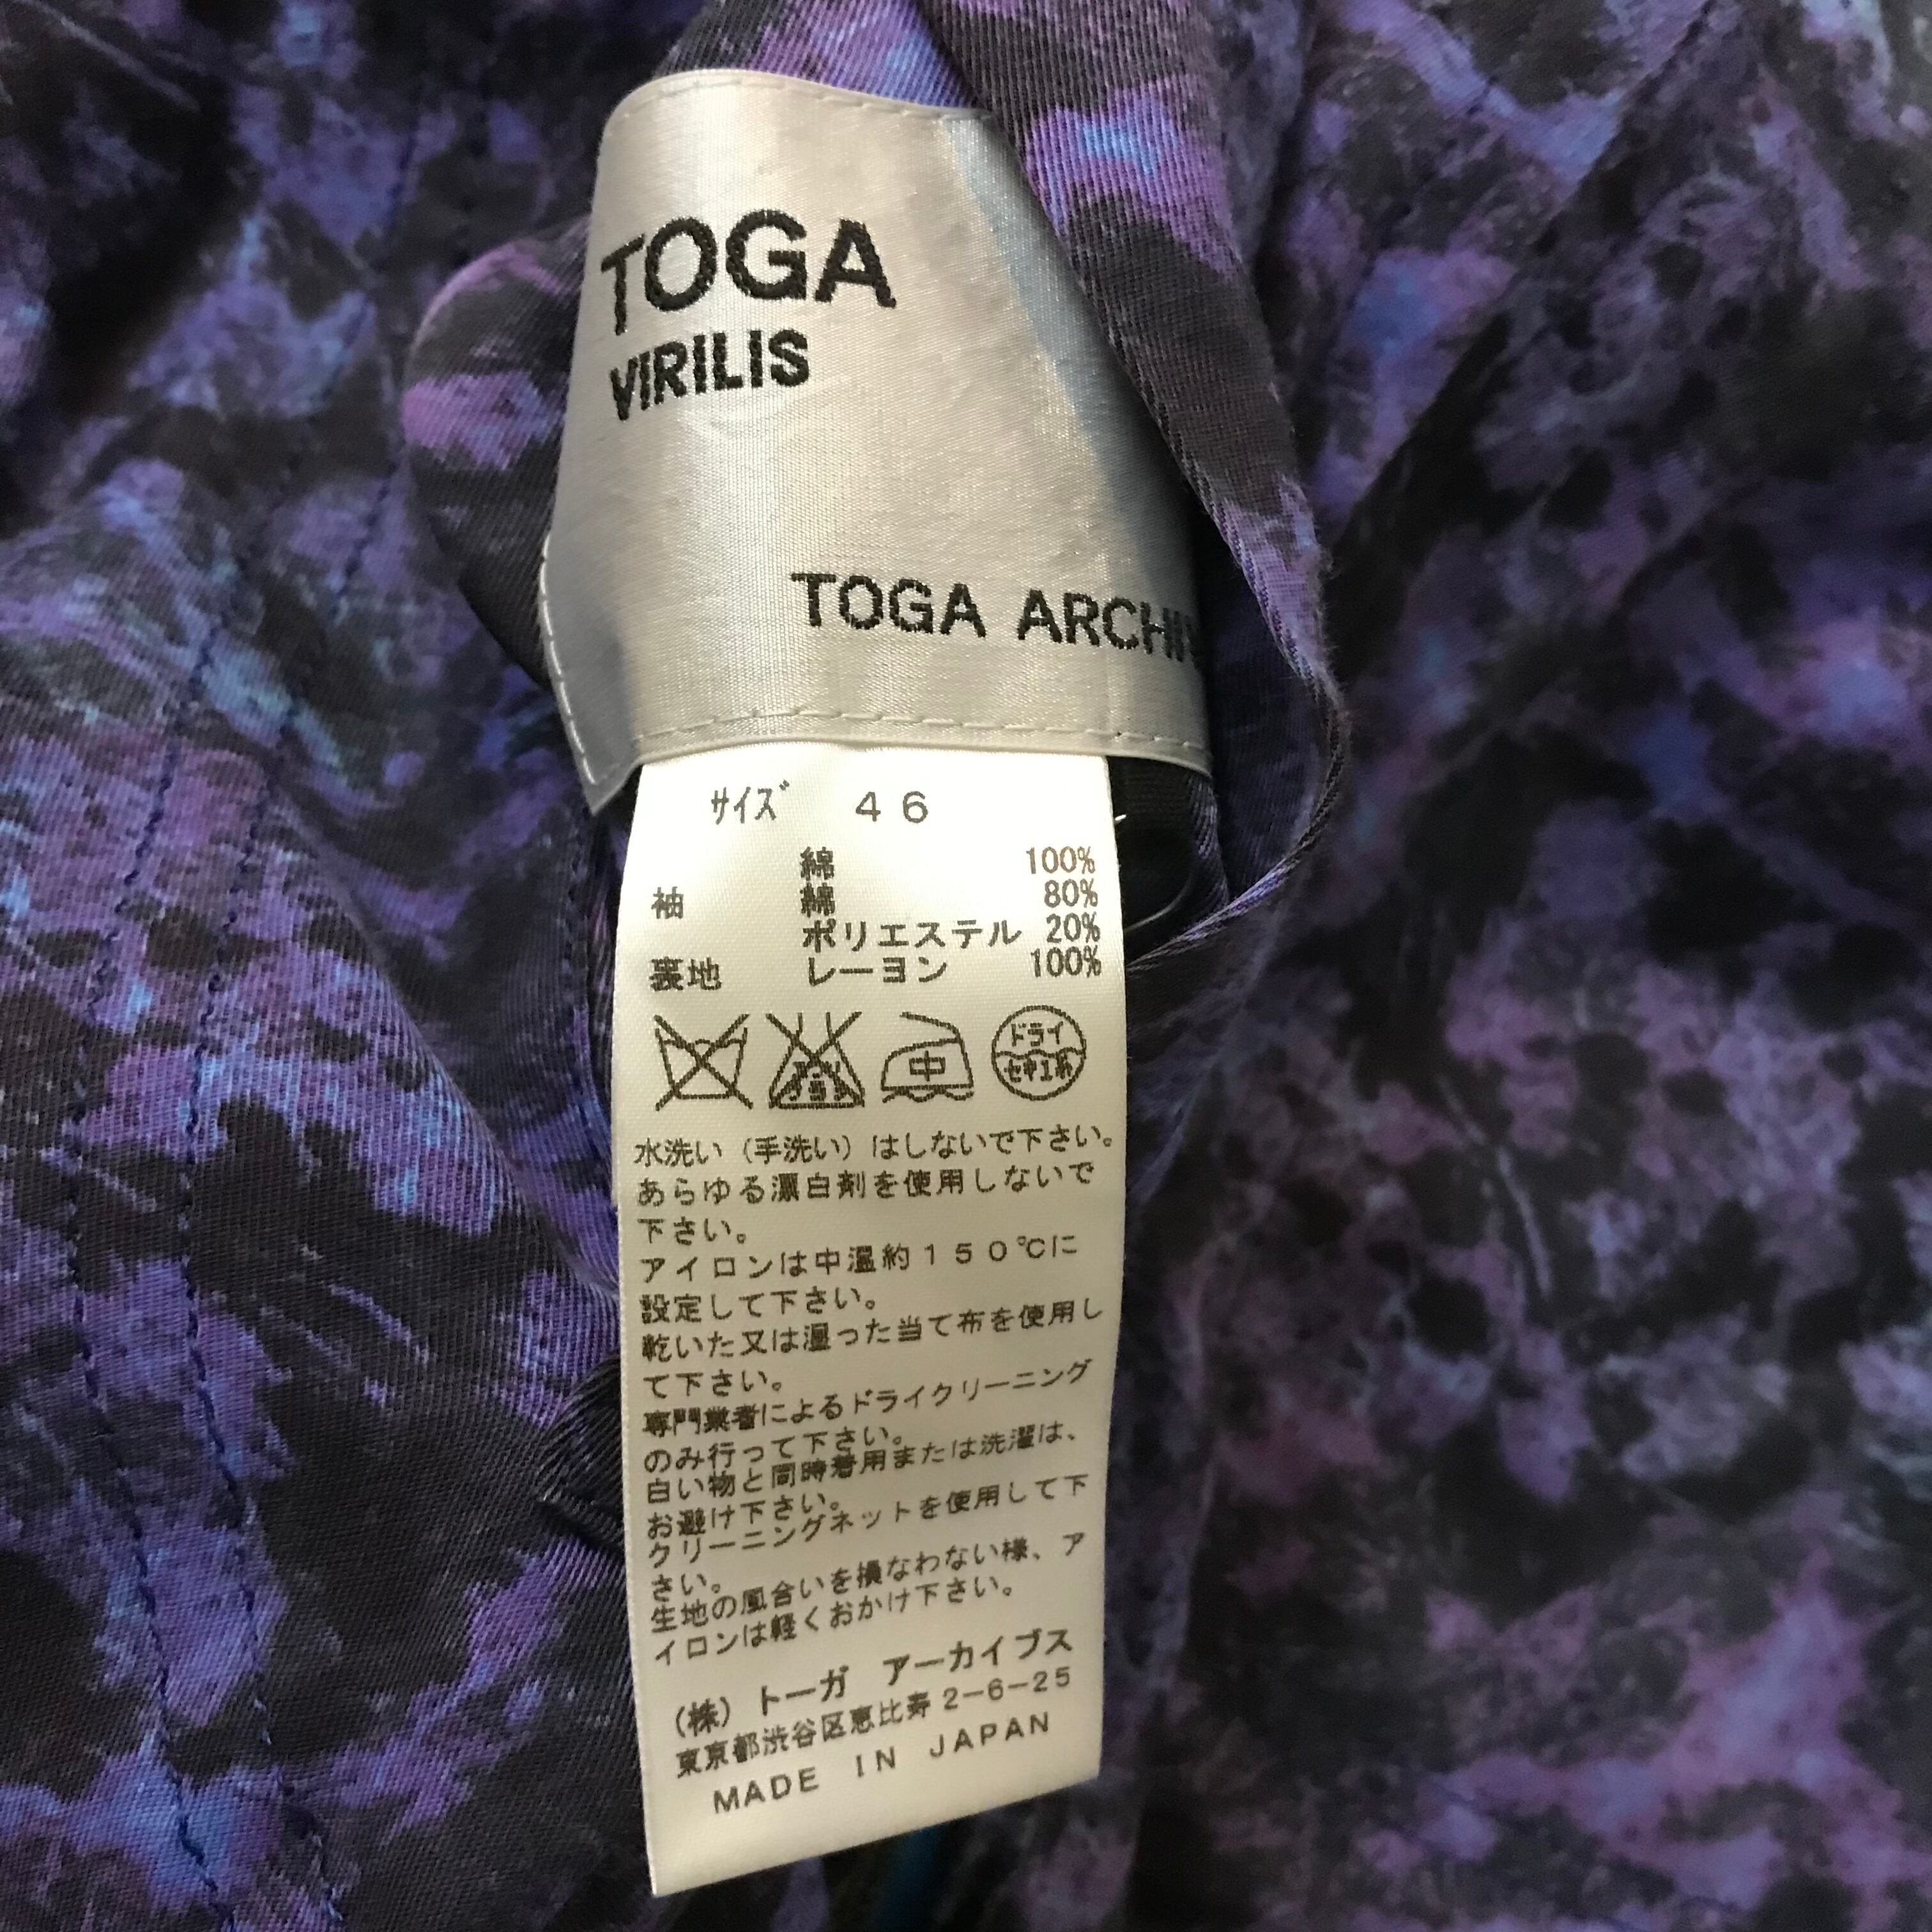 TOGA
VIRILIS
TOGA
サイズ 46
綿 100%
袖 綿 80%
ポリエステル 20%
裏地 レーヨン 100%
中
ドライ
セキユ系
水洗い（手洗い）はしないで下さい。
あらゆる漂白剤を使用しないで
下さい。
アイロンは中温約150℃に
設定して下さい。
乾いた又は湿った当て布を使用し
て下さい。
専門業者によるドライクリーニング
のみ行って下さい。
白い物と同時着用または洗濯は、
お避け下さい。
クリーニングネットを使用して下
さい。
生地の風合いを損なわない様、ア
イロンは軽くおかけ下さい。
（株）トーガ アーカイブス
東京都渋谷区恵比寿2-6-25
MADE IN JAPAN